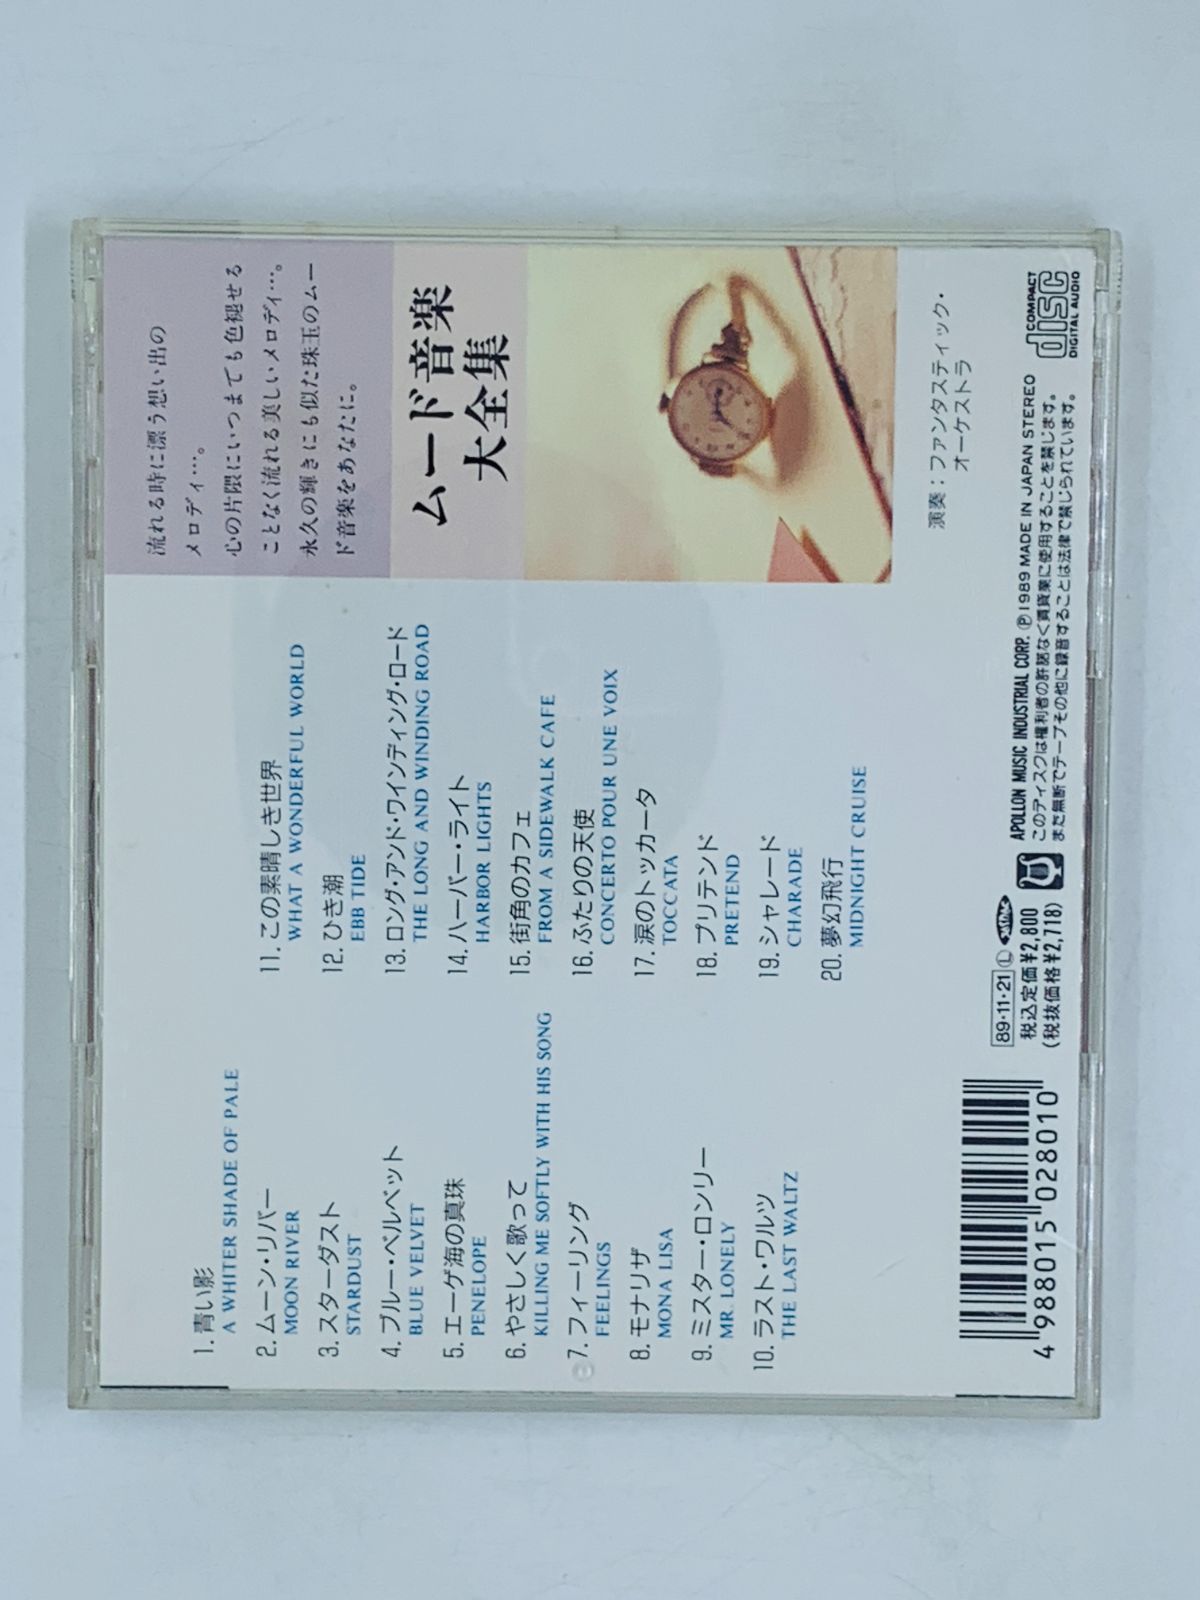 1. 青い影
A WHITER SHADE OF PALE
2. ムーン・リバー
MOON RIVER
3. スターダスト
STARDUST
4. ブルー・ベルベット
BLUE VELVET
5. エーゲ海の真珠
PENELOPE
6. やさしく歌って
KILLING ME SOFTLY WITH HIS SONG
7. フィーリング
FEELINGS
8. モナリザ
MONA LISA
9. ミスター・ロンリー
MR. LONELY
10. ラスト・ワルツ
THE LAST WALTZ
11. この素晴しき世界
WHAT A WONDERFUL WORLD
12. ひき潮
EBB TIDE
13. ロング・アンド・ワインディング・ロード
THE LONG AND WINDING ROAD
14. ハーバー・ライト
HARBOR LIGHTS
15. 街角のカフェ
FROM A SIDEWALK CAFE
16. ふたりの天使
CONCERTO POUR UNE VOIX
17. 涙のトッカータ
TOCCATA
18. プリテンド
PRETEND
19. シャレード
CHARADE
20. 夢幻飛行
MIDNIGHT CRUISE
流れる時に漂う想い出の
メロディ…。
心の片隅にいつまでも色褪せる
ことなく流れる美しいメロディ…。
永久の輝きにも似た珠玉のムー
ド音楽をあなたに。
ムード音楽
大全集
演奏：ファンタスティック・
オーケストラ
4 988015 028010
89・11・21 Ⓛ
税込定価¥2,800
(税抜価格¥2,718)
APOLLON MUSIC INDUSTRIAL CORP. Ⓟ1989 MADE IN JAPAN STEREO
このディスクは権利者の許諾なく賃貸業に使用することを禁じます。
また無断でテープその他に録音することは法律で禁じられています。
COMPACT
disc
DIGITAL AUDIO